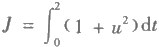 J = ∫₀² (1 + u²)dt